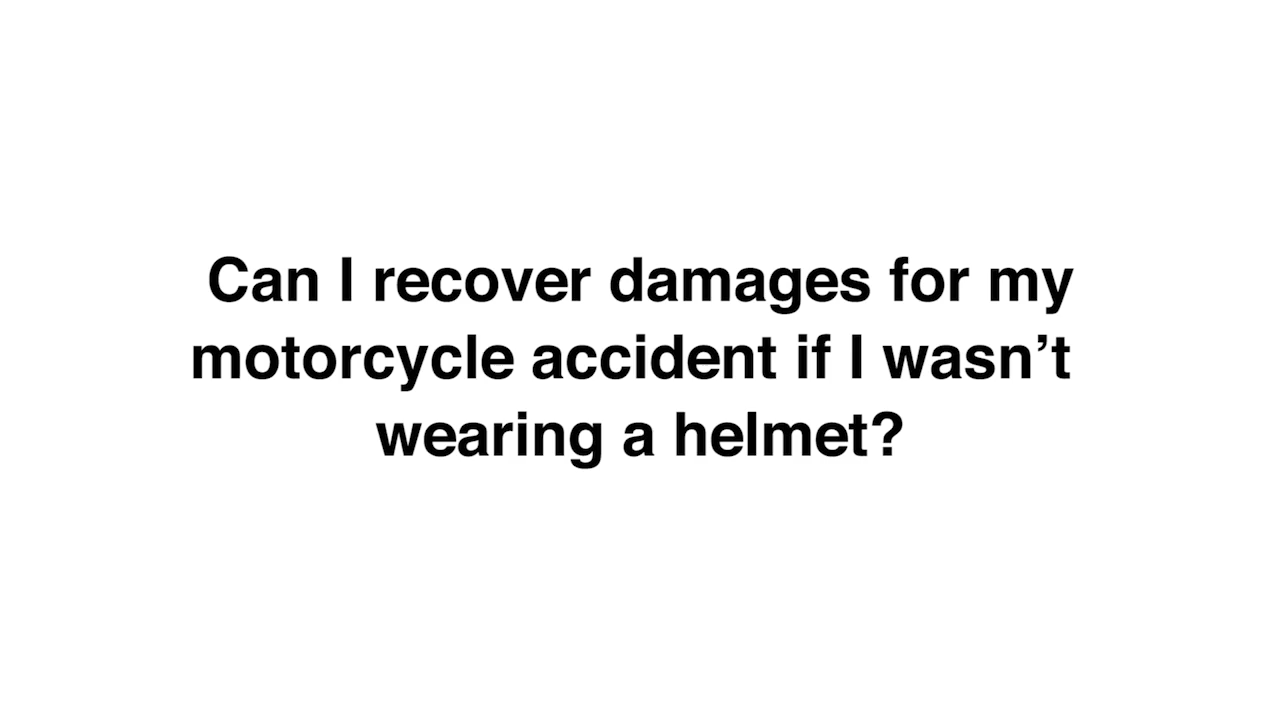 Can I recover damages for my
motorcycle accident if I wasn’t
wearing a helmet?